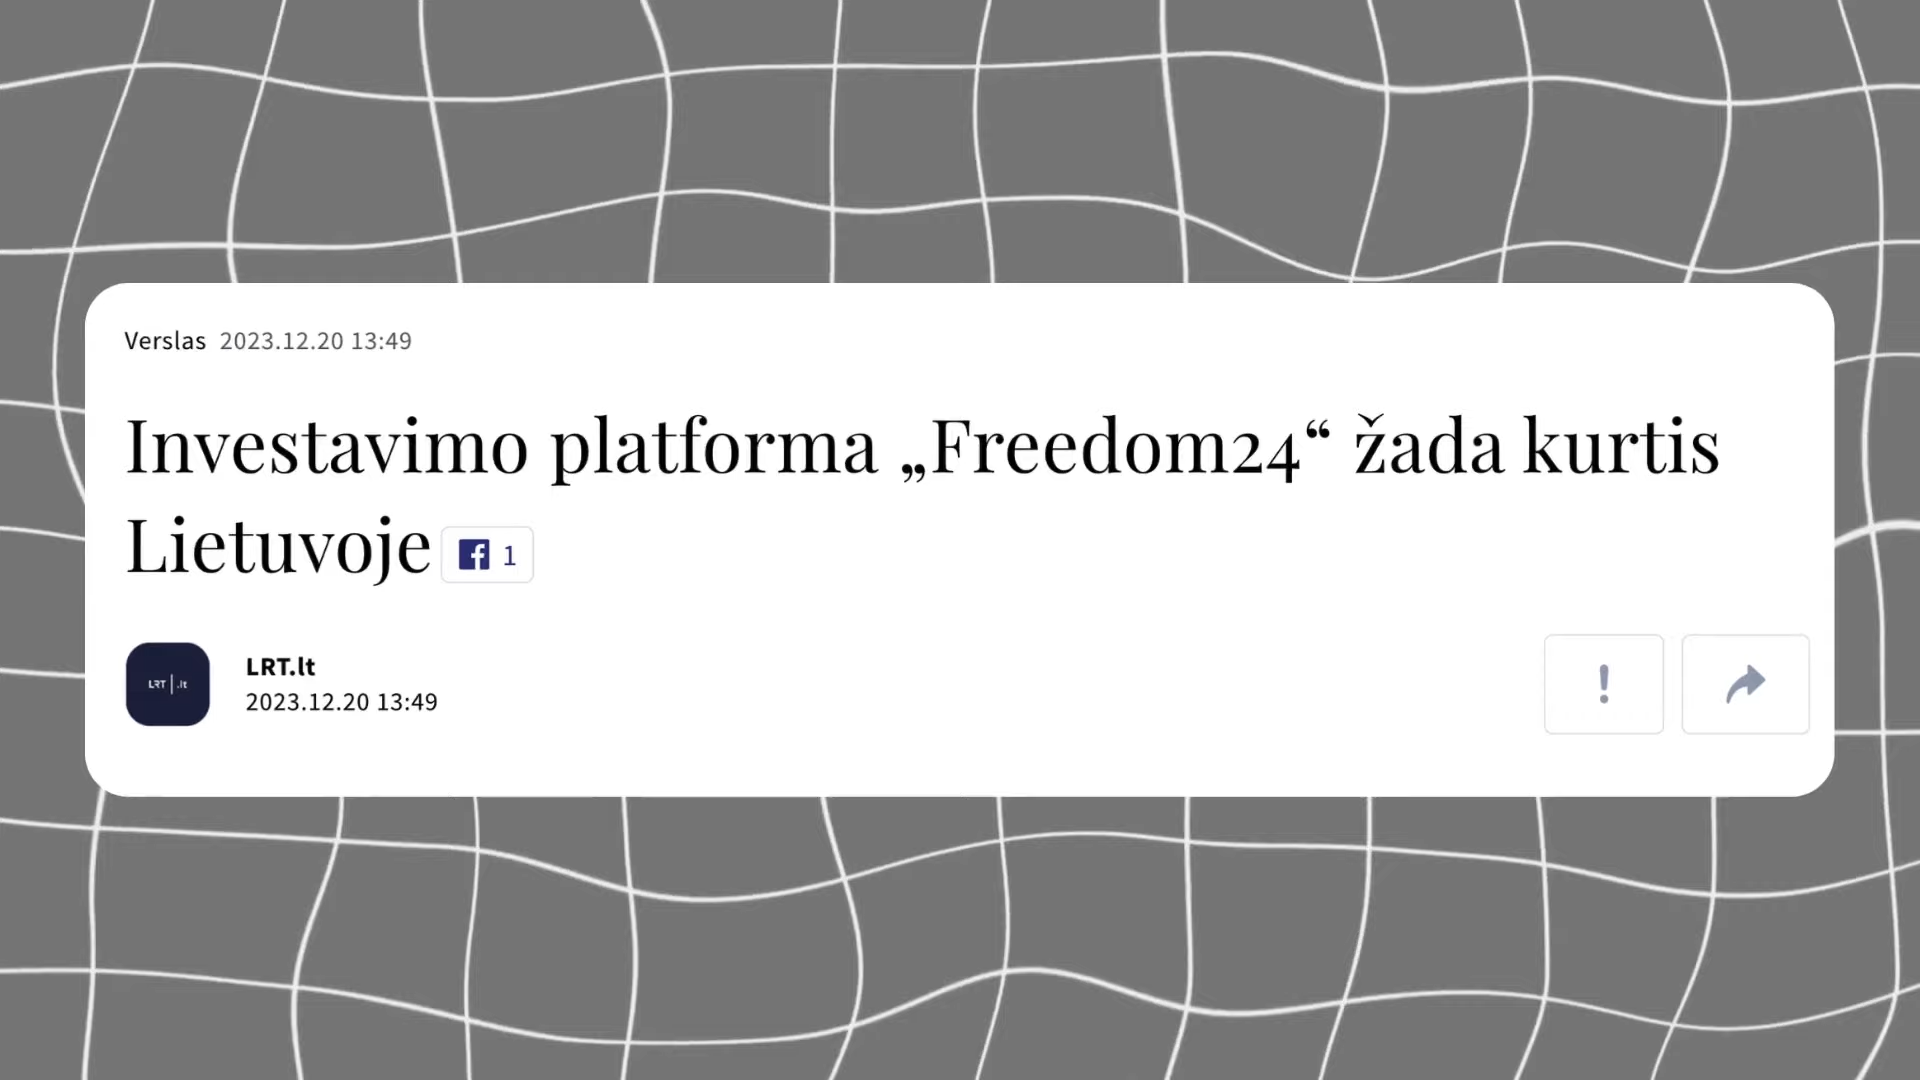 Verslas 2023.12.20 13:49
Investavimo platforma „Freedom24“ žada kurtis
Lietuvoje 1
LRT.lt
LRT | .lt
2023.12.20 13:49